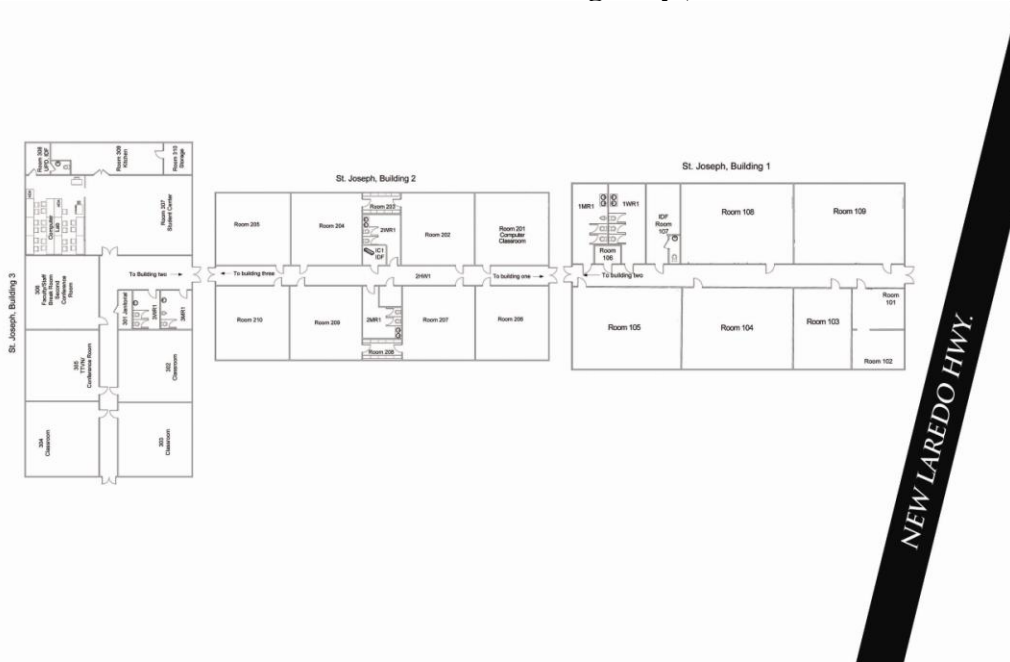 St. Joseph, Building 3
Room 308
UPD, IDF
Room 309
Kitchen
Room 310
Storage
Computer
Lab
Room 307
Student Center
306
Faculty/Staff
Break Room
Second
Conference
Room
To Building two
301 Janitorial
3WR1
3MR1
305
TTVN/
Conference Room
302
Classroom
304
Classroom
303
Classroom
St. Joseph, Building 2
Room 205
Room 204
Room 203
2WR1
IC1
IDF
Room 202
Room 201
Computer
Classroom
To building three
2HW1
To building one
Room 210
Room 209
2MR1
Room 208
Room 207
Room 206
St. Joseph, Building 1
1MR1
1WR1
Room
106
IDF
Room
107
Room 108
Room 109
To building two
Room 105
Room 104
Room 103
Room
101
Room 102
NEW LAREDO HWY.